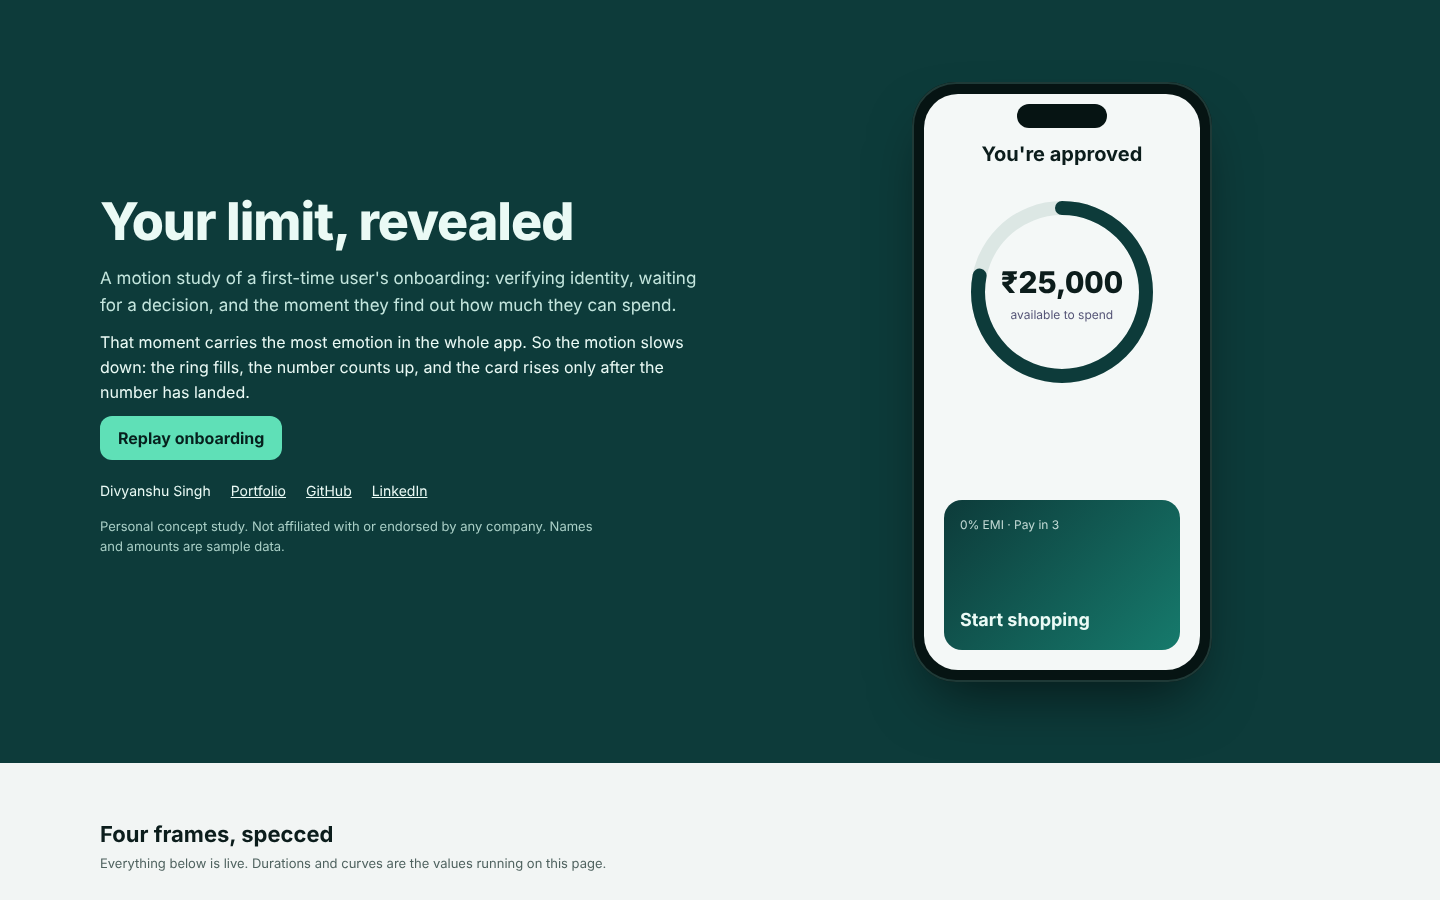 Your limit, revealed
A motion study of a first-time user's onboarding: verifying identity, waiting
for a decision, and the moment they find out how much they can spend.
That moment carries the most emotion in the whole app. So the motion slows
down: the ring fills, the number counts up, and the card rises only after the
number has landed.
Replay onboarding
Divyanshu Singh Portfolio GitHub LinkedIn
Personal concept study. Not affiliated with or endorsed by any company. Names
and amounts are sample data.
You're approved
₹25,000
available to spend
0% EMI · Pay in 3
Start shopping
Four frames, specced
Everything below is live. Durations and curves are the values running on this page.